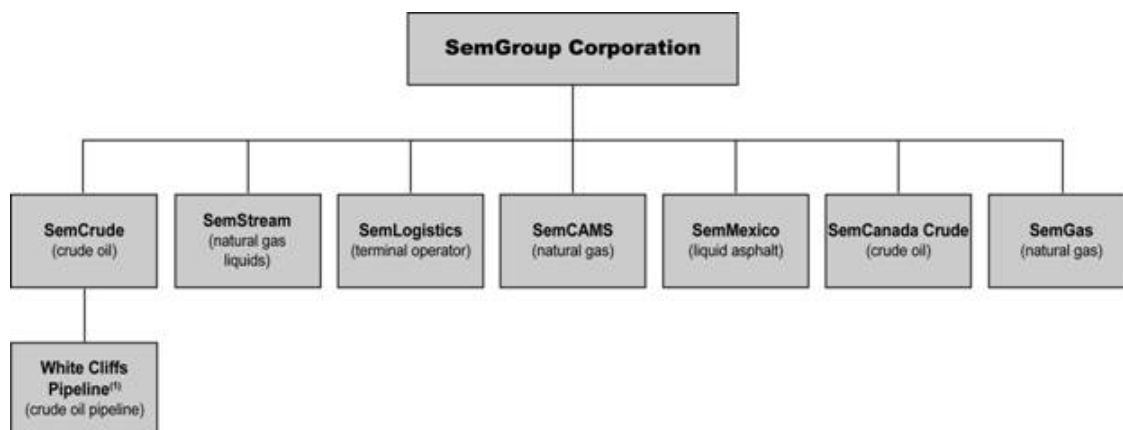 SemGroup Corporation
SemCrude
(crude oil)
SemStream
(natural gas
liquids)
SemLogistics
(terminal operator)
SemCAMS
(natural gas)
SemMexico
(liquid asphalt)
SemCanada Crude
(crude oil)
SemGas
(natural gas)
White Cliffs
Pipeline(1)
(crude oil pipeline)